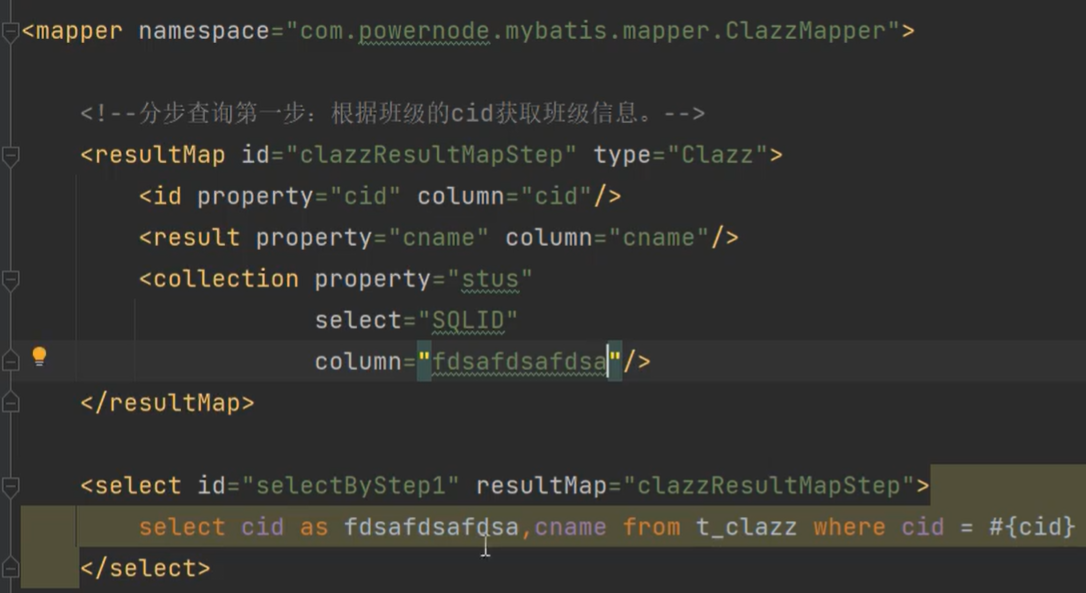 <mapper namespace="com.powernode.mybatis.mapper.ClazzMapper">
<!--分步查询第一步：根据班级的cid获取班级信息。-->
<resultMap id="clazzResultMapStep" type="Clazz">
<id property="cid" column="cid"/>
<result property="cname" column="cname"/>
<collection property="stus"
select="SQLID"
column="fdsafdsafdsa"/>
</resultMap>
<select id="selectByStep1" resultMap="clazzResultMapStep">
select cid as fdsafdsafdsa,cname from t_clazz where cid = #{cid}
</select>